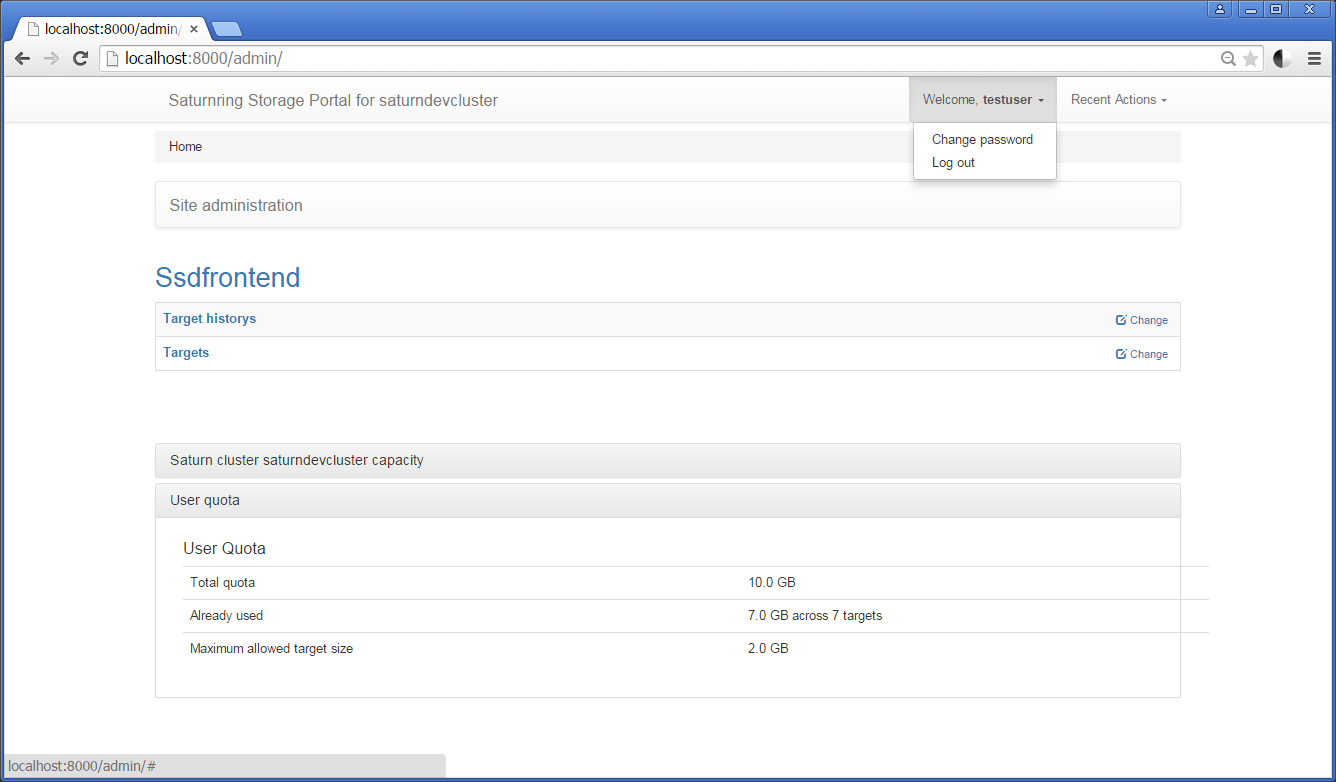 localhost:8000/admin/
localhost:8000/admin/
Saturnring Storage Portal for saturndevcluster
Welcome, testuser
Recent Actions
Change password
Log out
Home
Site administration
Ssdfrontend
Target historys
Change
Targets
Change
Saturn cluster saturndevcluster capacity
User quota
User Quota
Total quota 10.0 GB
Already used 7.0 GB across 7 targets
Maximum allowed target size 2.0 GB
localhost:8000/admin/#